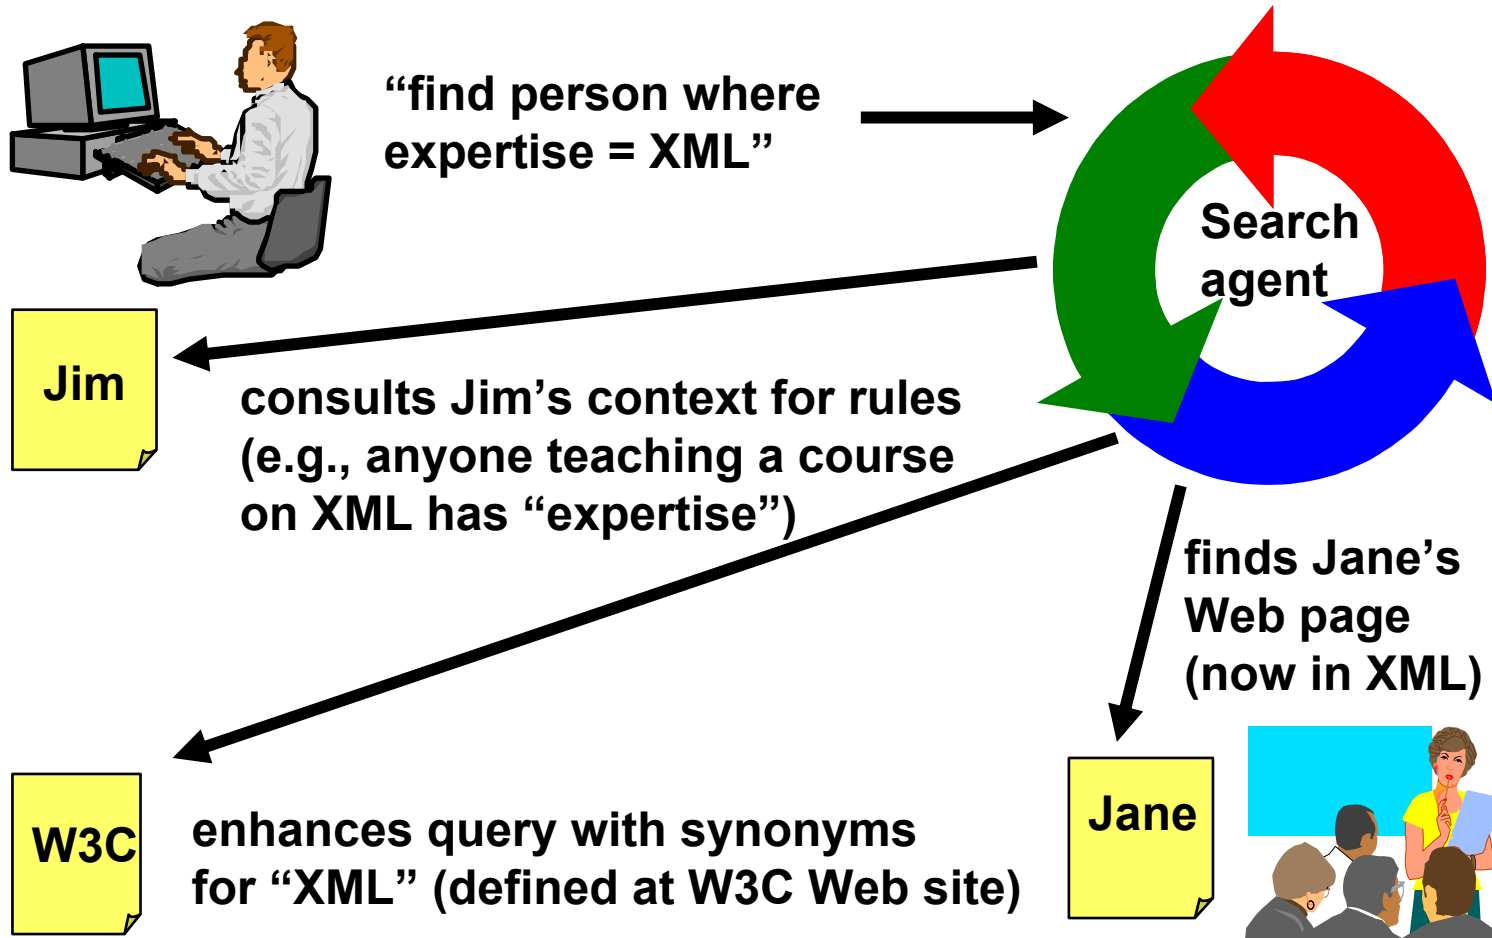 “find person where
expertise = XML”
Search
agent
Jim
consults Jim’s context for rules
(e.g., anyone teaching a course
on XML has “expertise”)
finds Jane’s
Web page
(now in XML)
W3C
enhances query with synonyms
for “XML” (defined at W3C Web site)
Jane